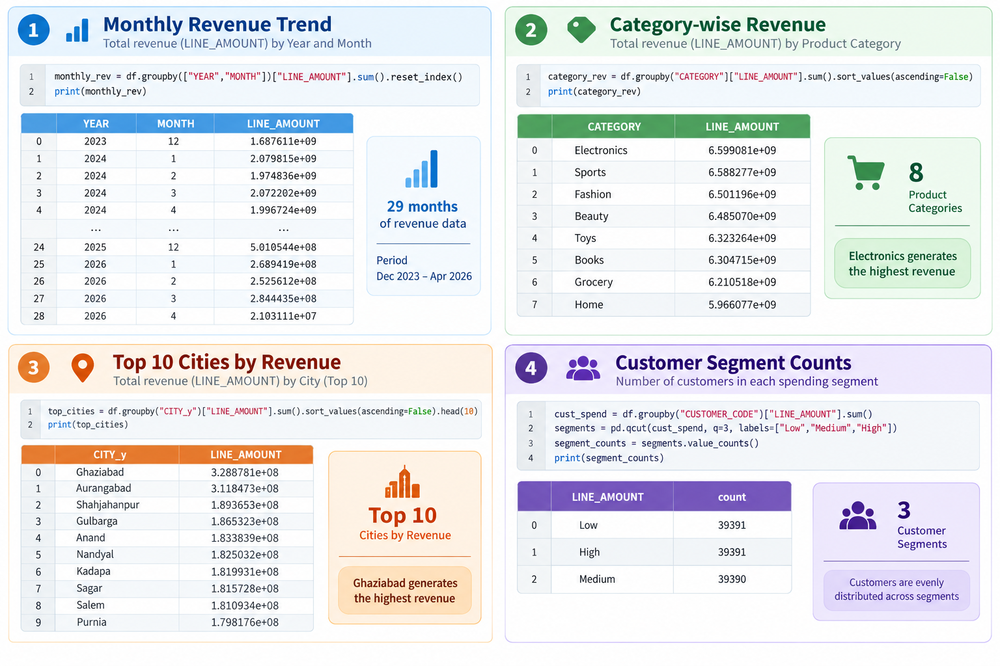 1
Monthly Revenue Trend
Total revenue (LINE_AMOUNT) by Year and Month
1 monthly_rev = df.groupby(["YEAR","MONTH"])["LINE_AMOUNT"].sum().reset_index()
2 print(monthly_rev)
YEAR MONTH LINE_AMOUNT
0 2023 12 1.687611e+09
1 2024 1 2.079815e+09
2 2024 2 1.974836e+09
3 2024 3 2.072202e+09
4 2024 4 1.996724e+09
... ... ...
24 2025 12 5.010544e+08
25 2026 1 2.689419e+08
26 2026 2 2.525612e+08
27 2026 3 2.844435e+08
28 2026 4 2.103111e+07
29 months
of revenue data
Period
Dec 2023 – Apr 2026
2
Category-wise Revenue
Total revenue (LINE_AMOUNT) by Product Category
1 category_rev = df.groupby("CATEGORY"]["LINE_AMOUNT"].sum().sort_values(ascending=False)
2 print(category_rev)
CATEGORY LINE_AMOUNT
0 Electronics 6.599081e+09
1 Sports 6.588277e+09
2 Fashion 6.501196e+09
3 Beauty 6.485070e+09
4 Toys 6.323264e+09
5 Books 6.304715e+09
6 Grocery 6.210518e+09
7 Home 5.966077e+09
8
Product
Categories
Electronics generates
the highest revenue
3
Top 10 Cities by Revenue
Total revenue (LINE_AMOUNT) by City (Top 10)
1 top_cities = df.groupby("CITY_y")["LINE_AMOUNT"].sum().sort_values(ascending=False).head(10)
2 print(top_cities)
CITY_y LINE_AMOUNT
0 Ghaziabad 3.288781e+08
1 Aurangabad 3.118473e+08
2 Shahjahanpur 1.893653e+08
3 Gulbarga 1.865323e+08
4 Anand 1.833839e+08
5 Nandyal 1.825032e+08
6 Kadapa 1.819931e+08
7 Sagar 1.815728e+08
8 Salem 1.810934e+08
9 Purnia 1.798176e+08
Top 10
Cities by Revenue
Ghaziabad generates
the highest revenue
4
Customer Segment Counts
Number of customers in each spending segment
1 cust_spend = df.groupby("CUSTOMER_CODE")["LINE_AMOUNT"].sum()
2 segments = pd.qcut(cust_spend, q=3, labels=["Low","Medium","High"])
3 segment_counts = segments.value_counts()
4 print(segment_counts)
LINE_AMOUNT count
0 Low 39391
1 High 39391
2 Medium 39390
3
Customer
Segments
Customers are evenly
distributed across segments